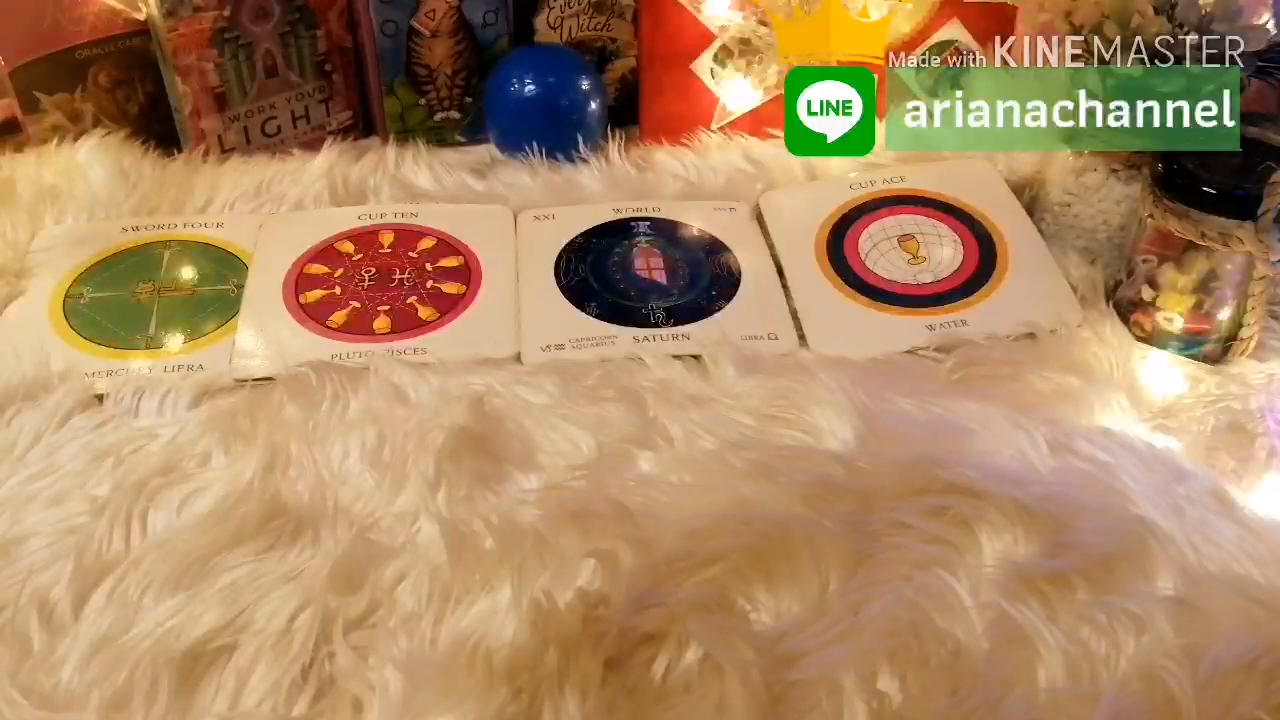 Made with KINEMASTER
LINE
arianachannel
ORACLE CARDS
WORK YOUR
LIGHT
Everyday
Witch
SWORD FOUR
MERCURY LIBRA
CUP TEN
PLUTO PISCES
XXI
WORLD
CAPRICORN
AQUARIUS
SATURN
LIBRA
CUP ACE
WATER